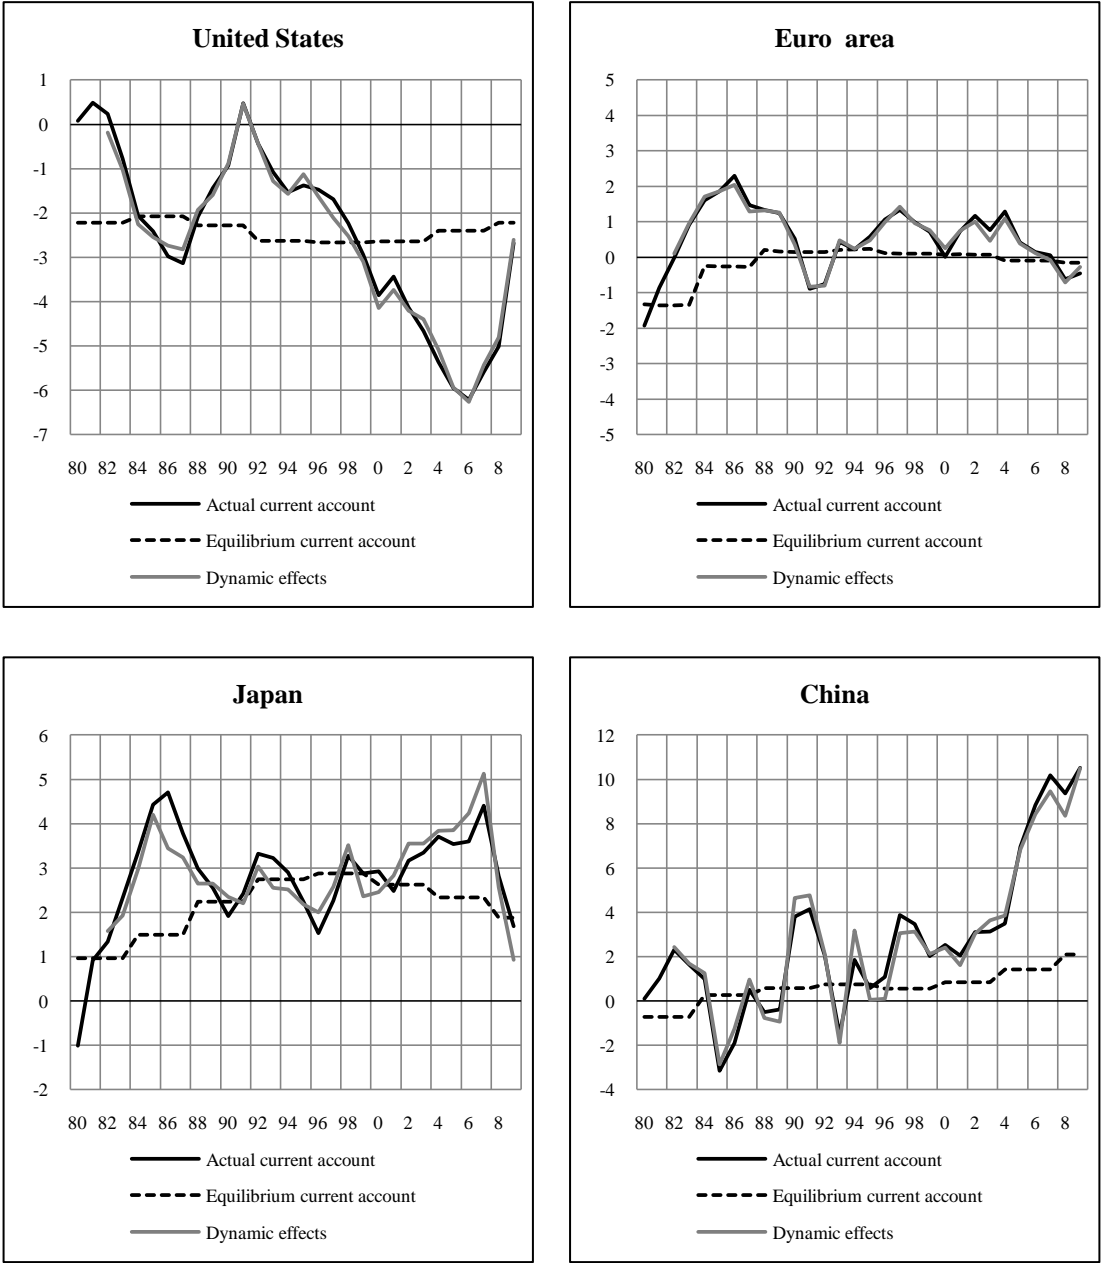 United States
1
0
-1
-2
-3
-4
-5
-6
-7
80 82 84 86 88 90 92 94 96 98 0 2 4 6 8
Actual current account
Equilibrium current account
Dynamic effects
Euro area
5
4
3
2
1
0
-1
-2
-3
-4
-5
80 82 84 86 88 90 92 94 96 98 0 2 4 6 8
Actual current account
Equilibrium current account
Dynamic effects
Japan
6
5
4
3
2
1
0
-1
-2
80 82 84 86 88 90 92 94 96 98 0 2 4 6 8
Actual current account
Equilibrium current account
Dynamic effects
China
12
10
8
6
4
2
0
-2
-4
80 82 84 86 88 90 92 94 96 98 0 2 4 6 8
Actual current account
Equilibrium current account
Dynamic effects